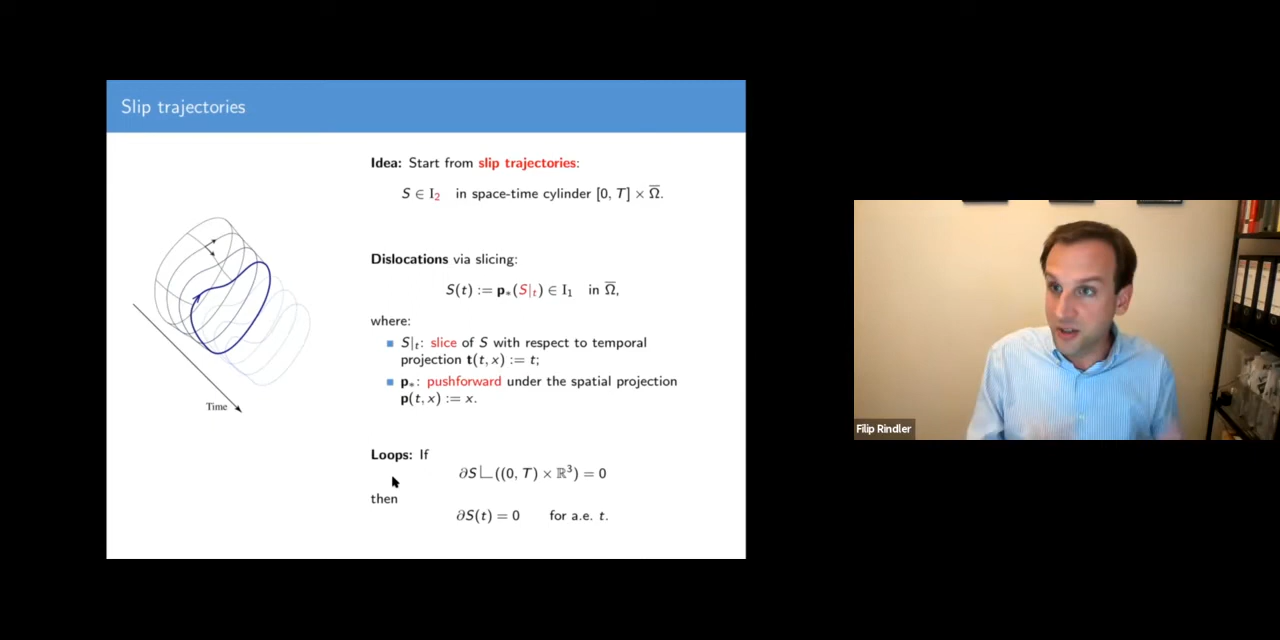 Slip trajectories
Idea: Start from slip trajectories:
S ∈ I₂ in space-time cylinder [0, T] × Ω̅.
Dislocations via slicing:
S(t) := p∗(S|ₜ) ∈ I₁ in Ω̅,
where:
S|ₜ: slice of S with respect to temporal
projection t(t, x) := t;
p∗: pushforward under the spatial projection
p(t, x) := x.
Time
Loops: If
∂S⌞((0, T) × ℝ³) = 0
then
∂S(t) = 0 for a.e. t.
Filip Rindler